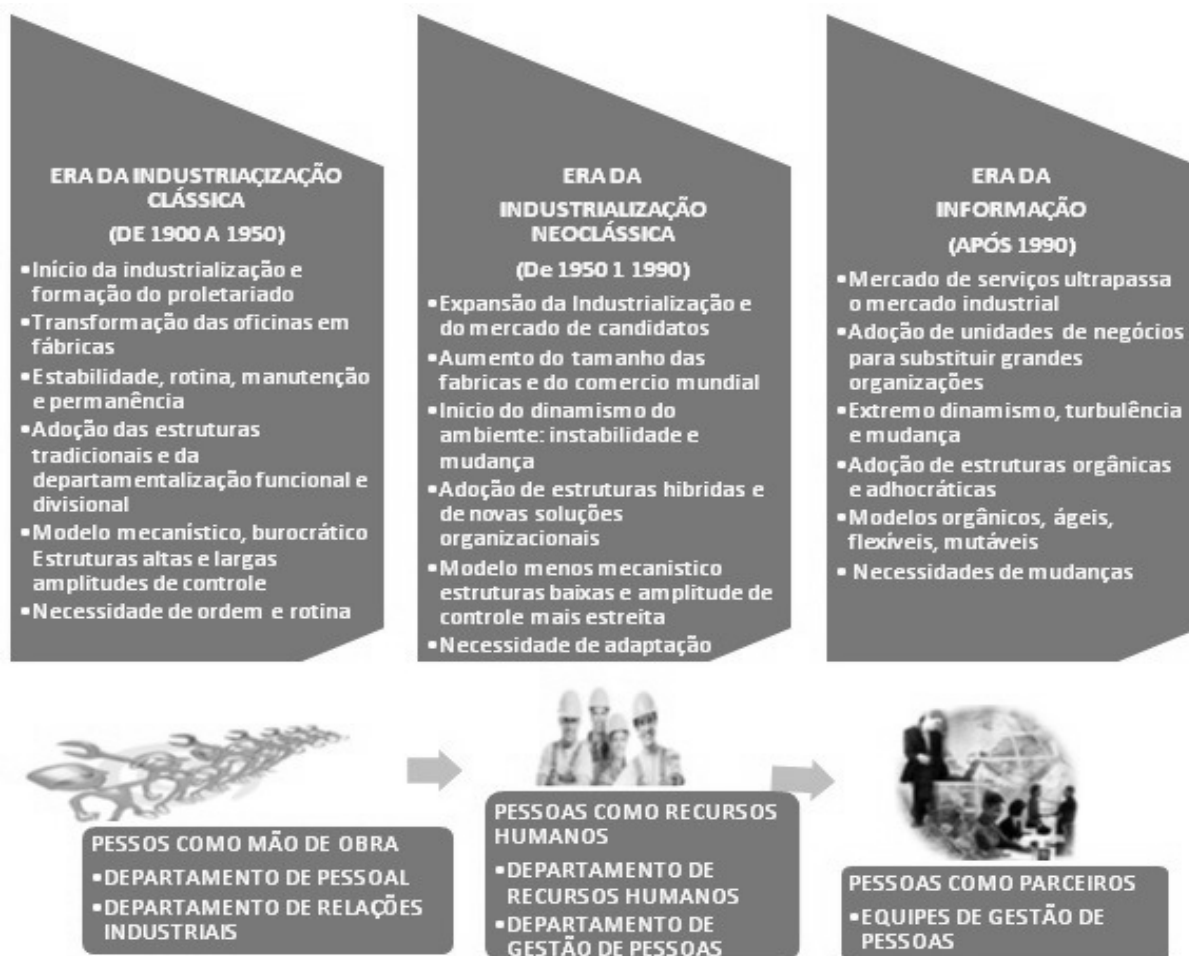 ERA DA INDUSTRIAÇIZAÇÃO
CLÁSSICA
(DE 1900 A 1950)
▪Início da industrialização e
formação do proletariado
▪Transformação das oficinas em
fábricas
▪Estabilidade, rotina, manutenção
e permanência
▪Adoção das estruturas
tradicionais e da
departamentalização funcional e
divisional
▪Modelo mecanístico, burocrático
Estruturas altas e largas
amplitudes de controle
▪Necessidade de ordem e rotina
ERA DA
INDUSTRIALIZAÇÃO
NEOCLÁSSICA
(De 1950 1 1990)
▪Expansão da Industrialização e
do mercado de candidatos
▪Aumento do tamanho das
fabricas e do comercio mundial
▪Inicio do dinamismo do
ambiente: instabilidade e
mudança
▪Adoção de estruturas hibridas e
de novas soluções
organizacionais
▪Modelo menos mecanistico
estruturas baixas e amplitude de
controle mais estreita
▪Necessidade de adaptação
ERA DA
INFORMAÇÃO
(APÓS 1990)
▪Mercado de serviços ultrapassa
o mercado industrial
▪Adoção de unidades de negócios
para substituir grandes
organizações
▪Extremo dinamismo, turbulência
e mudança
▪Adoção de estruturas orgânicas
e adhocráticas
▪Modelos orgânicos, ágeis,
flexíveis, mutáveis
▪ Necessidades de mudanças
PESSOS COMO MÃO DE OBRA
▪DEPARTAMENTO DE PESSOAL
▪DEPARTAMENTO DE RELAÇÕES
INDUSTRIAIS
PESSOAS COMO RECURSOS
HUMANOS
▪DEPARTAMENTO DE
RECURSOS HUMANOS
▪DEPARTAMENTO DE
GESTÃO DE PESSOAS
PESSOAS COMO PARCEIROS
▪EQUIPES DE GESTÃO DE
PESSOAS